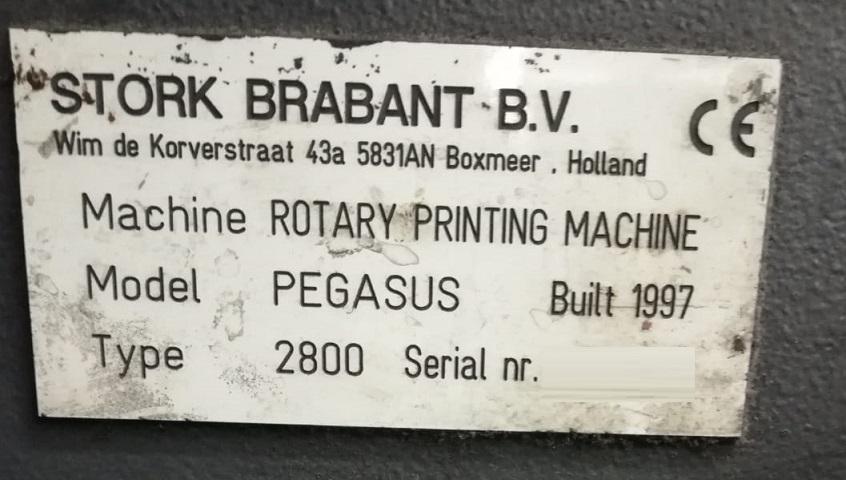 STORK BRABANT B.V. CE
Wim de Korverstraat 43a 5831AN Boxmeer . Holland
Machine ROTARY PRINTING MACHINE
Model PEGASUS Built 1997
Type 2800 Serial nr.